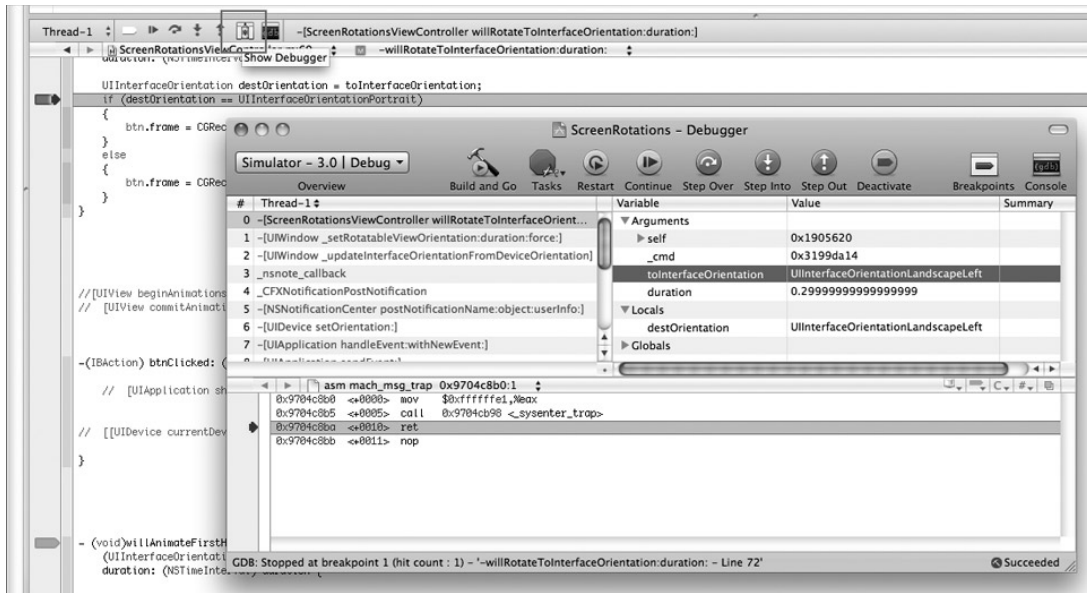 Thread-1
-[ScreenRotationsViewController willRotateToInterfaceOrientation:duration:]
-willRotateToInterfaceOrientation:duration:
Show Debugger
UIInterfaceOrientation destOrientation = toInterfaceOrientation;
if (destOrientation == UIInterfaceOrientationPortrait)
{
btn.frame = CGRec
}
else
{
btn.frame = CGRec
}
}
//[UIView beginAnimations
// [UIView commitAnimati
-(IBAction) btnClicked: (
// [UIApplication sh
// [[UIDevice currentDev
}
- (void)willAnimateFirstH
(UIInterfaceOrientati
duration: (NSTimeInte
ScreenRotations – Debugger
Simulator - 3.0 | Debug
Overview
Build and Go
Tasks
Restart
Continue
Step Over
Step Into
Step Out
Deactivate
Breakpoints
(gdb)
Console
# Thread-1
0 -[ScreenRotationsViewController willRotateToInterfaceOrient...
1 -[UIWindow _setRotatableViewOrientation:duration:force:]
2 -[UIWindow _updateInterfaceOrientationFromDeviceOrientation]
3 _nsnote_callback
4 _CFXNotificationPostNotification
5 -[NSNotificationCenter postNotificationName:object:userInfo:]
6 -[UIDevice setOrientation:]
7 -[UIApplication handleEvent:withNewEvent:]
Variable Value Summary
Arguments
self 0x1905620
_cmd 0x3199da14
toInterfaceOrientation UIInterfaceOrientationLandscapeLeft
duration 0.29999999999999999
Locals
destOrientation UIInterfaceOrientationLandscapeLeft
Globals
asm mach_msg_trap 0x9704c8b0:1
C #
0x9704c8b0 <+0000> mov $0xffffffe1,%eax
0x9704c8b5 <+0005> call 0x9704cb98 <_sysenter_trap>
0x9704c8ba <+0010> ret
0x9704c8bb <+0011> nop
GDB: Stopped at breakpoint 1 (hit count : 1) - '-willRotateToInterfaceOrientation:duration: - Line 72'
Succeeded